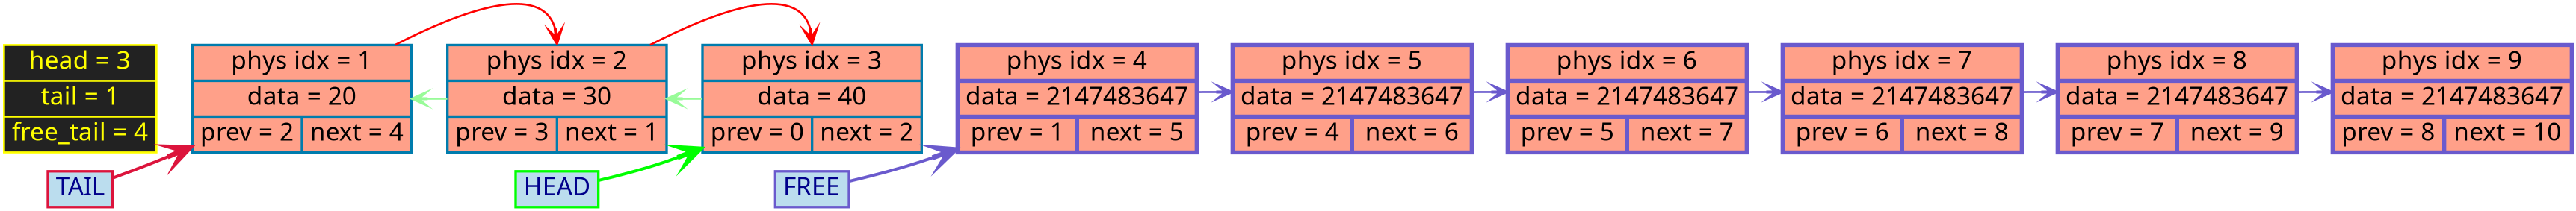 head = 3
tail = 1
free_tail = 4
phys idx = 1
data = 20
prev = 2 next = 4
phys idx = 2
data = 30
prev = 3 next = 1
phys idx = 3
data = 40
prev = 0 next = 2
phys idx = 4
data = 2147483647
prev = 1 next = 5
phys idx = 5
data = 2147483647
prev = 4 next = 6
phys idx = 6
data = 2147483647
prev = 5 next = 7
phys idx = 7
data = 2147483647
prev = 6 next = 8
phys idx = 8
data = 2147483647
prev = 7 next = 9
phys idx = 9
data = 2147483647
prev = 8 next = 10
TAIL
HEAD
FREE